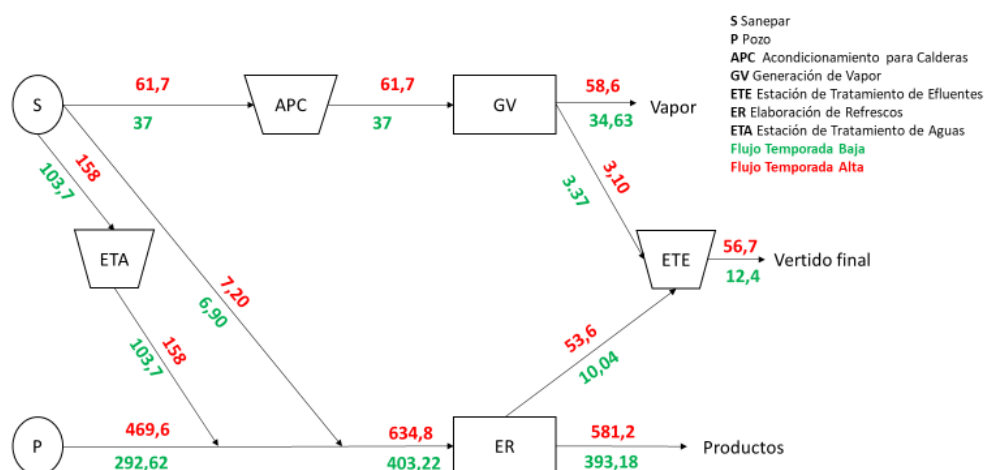 S Sanepar
P Pozo
APC Acondicionamiento para Calderas
GV Generación de Vapor
ETE Estación de Tratamiento de Efluentes
ER Elaboración de Refrescos
ETA Estación de Tratamiento de Aguas
Flujo Temporada Baja
Flujo Temporada Alta
61,7
61,7
58,6
S
APC
GV
Vapor
37
37
34,63
158
103,7
3,10
3.37
ETA
ETE
56,7
Vertido final
12,4
7,20
6,90
158
103,7
53,6
10,04
469,6
634,8
581,2
P
ER
Productos
292,62
403,22
393,18